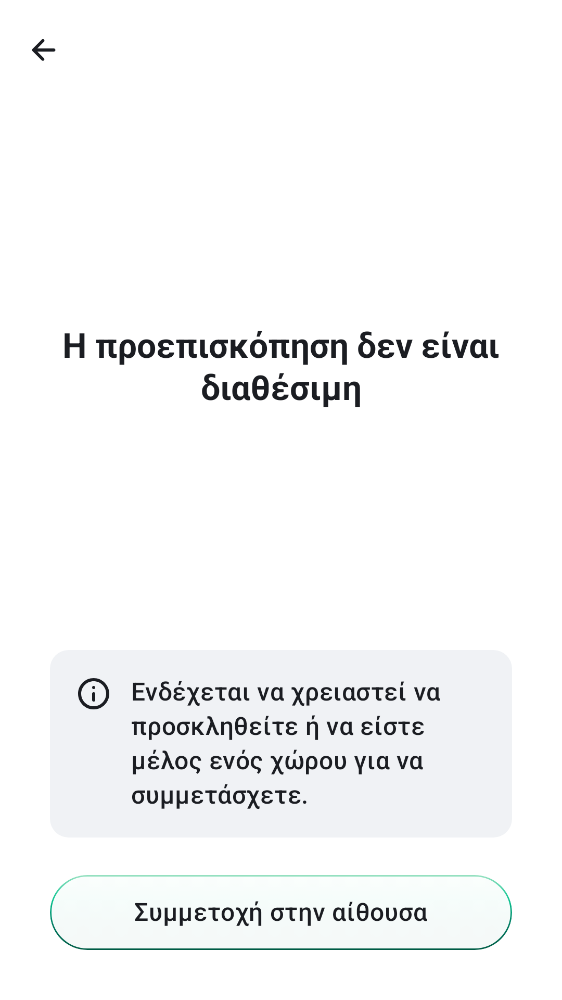 Η προεπισκόπηση δεν είναι
διαθέσιμη
Ενδέχεται να χρειαστεί να
προσκληθείτε ή να είστε
μέλος ενός χώρου για να
συμμετάσχετε.
Συμμετοχή στην αίθουσα